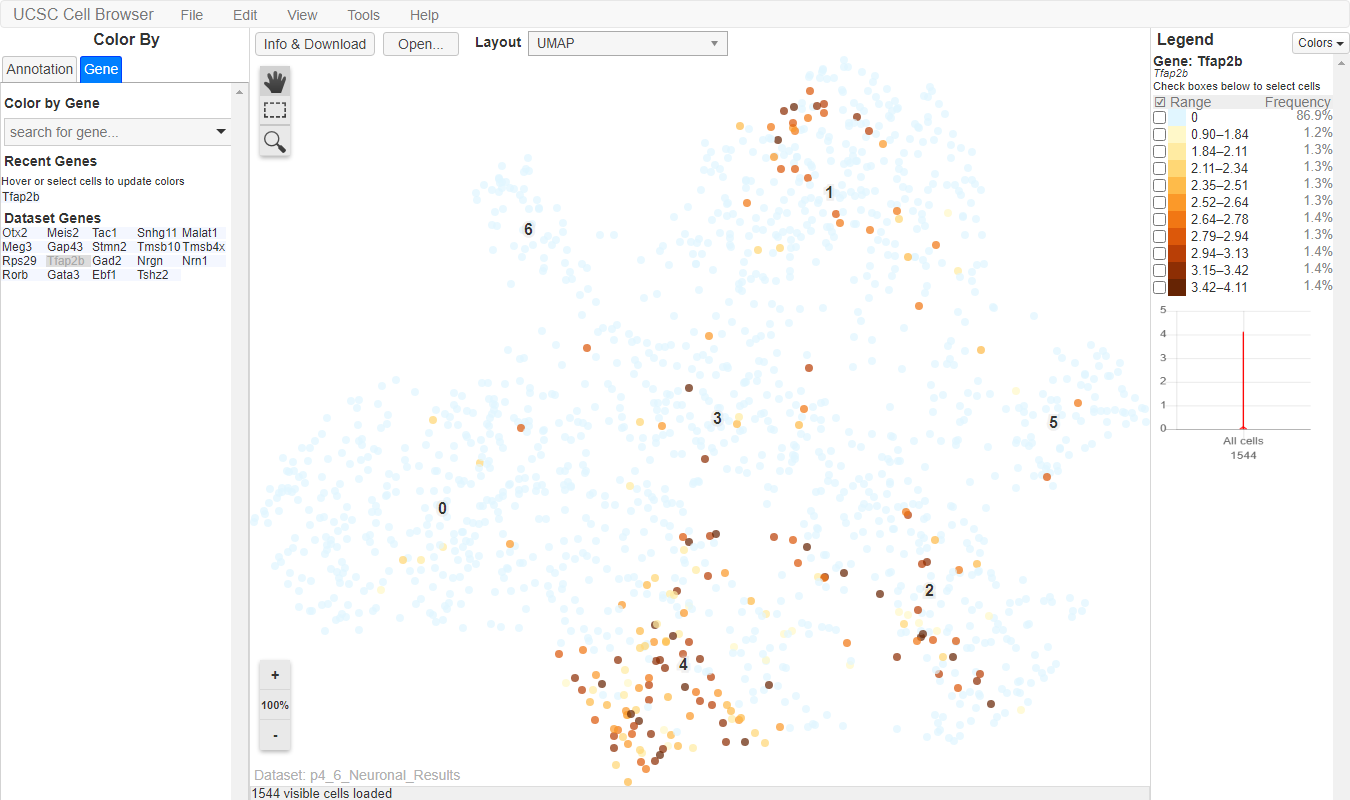 UCSC Cell Browser File Edit View Tools Help
Color By
Annotation Gene
Color by Gene
search for gene...
Recent Genes
Hover or select cells to update colors
Tfap2b
Dataset Genes
Otx2 Meis2 Tac1 Snhg11 Malat1
Meg3 Gap43 Stmn2 Tmsb10 Tmsb4x
Rps29 Tfap2b Gad2 Nrgn Nrn1
Rorb Gata3 Ebf1 Tshz2
Info & Download Open... Layout UMAP
1
6
3
5
0
2
4
+
100%
-
Dataset: p4_6_Neuronal_Results
1544 visible cells loaded
Legend Colors
Gene: Tfap2b
Tfap2b
Check boxes below to select cells
Range Frequency
0 86.9%
0.90–1.84 1.2%
1.84–2.11 1.3%
2.11–2.34 1.3%
2.35–2.51 1.3%
2.52–2.64 1.3%
2.64–2.78 1.4%
2.79–2.94 1.3%
2.94–3.13 1.4%
3.15–3.42 1.4%
3.42–4.11 1.4%
5
4
3
2
1
0
All cells
1544